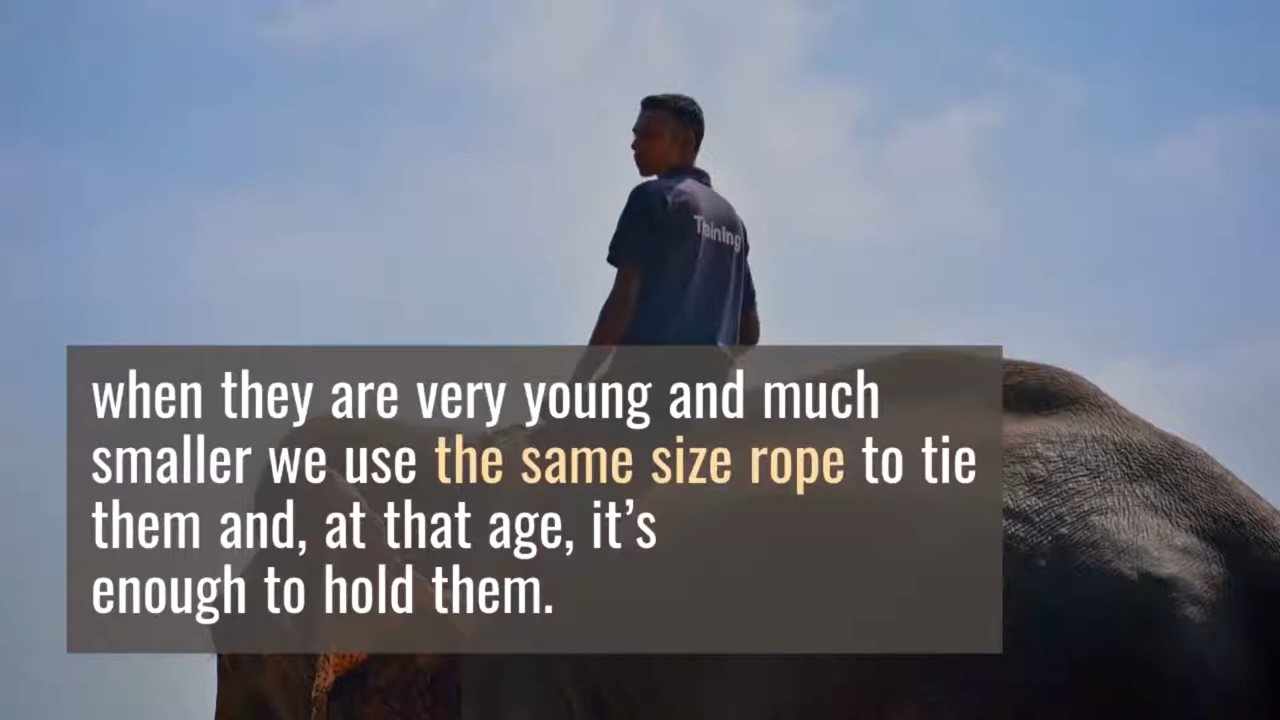 Training
when they are very young and much
smaller we use the same size rope to tie
them and, at that age, it’s
enough to hold them.